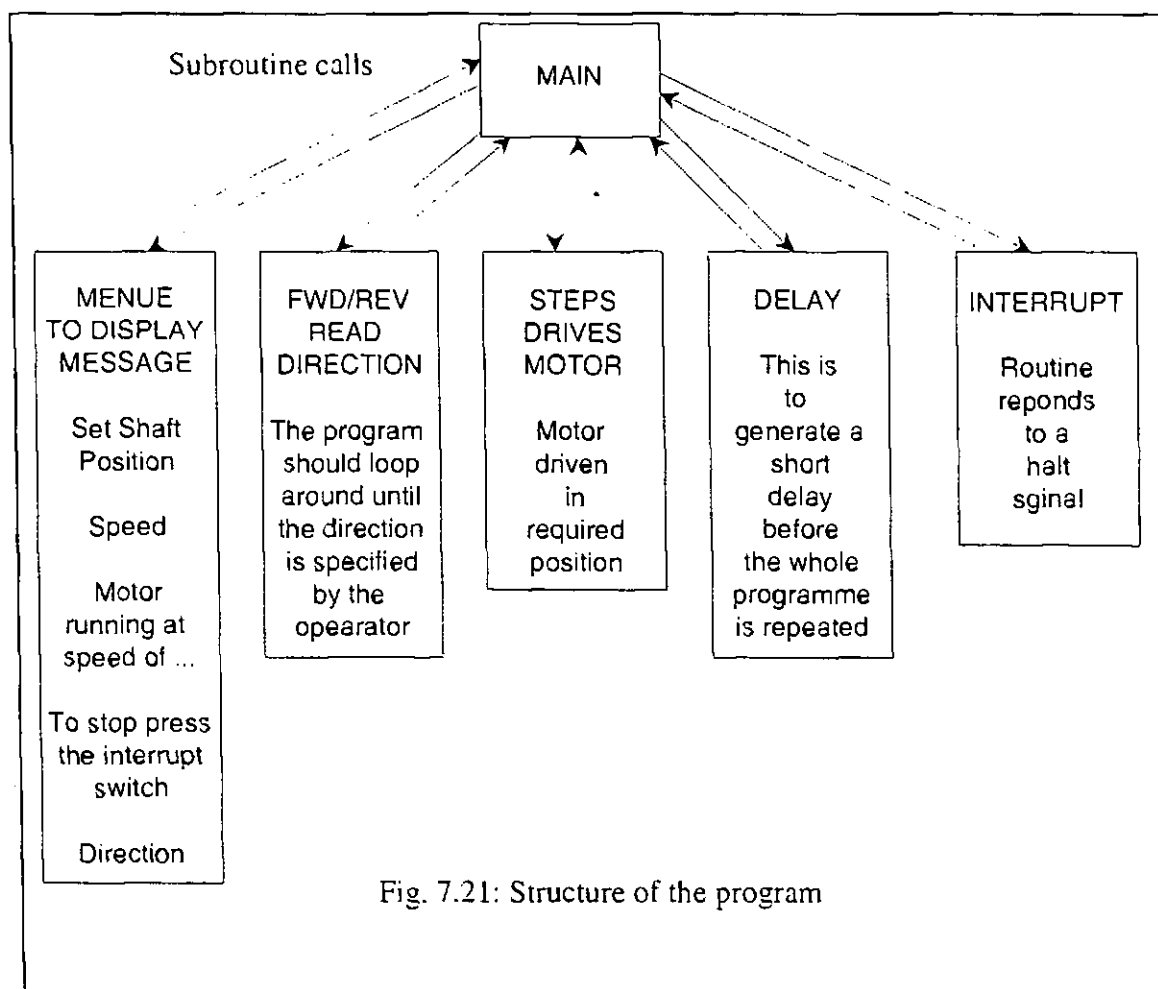 Subroutine calls
MAIN
MENUE
TO DISPLAY
MESSAGE
Set Shaft
Position
Speed
Motor
running at
speed of ...
To stop press
the interrupt
switch
Direction
FWD/REV
READ
DIRECTION
The program
should loop
around until
the direction
is specified
by the
opearator
STEPS
DRIVES
MOTOR
Motor
driven
in
required
position
DELAY
This is
to
generate a
short
delay
before
the whole
programme
is repeated
INTERRUPT
Routine
reponds
to a
halt
sginal
Fig. 7.21: Structure of the program